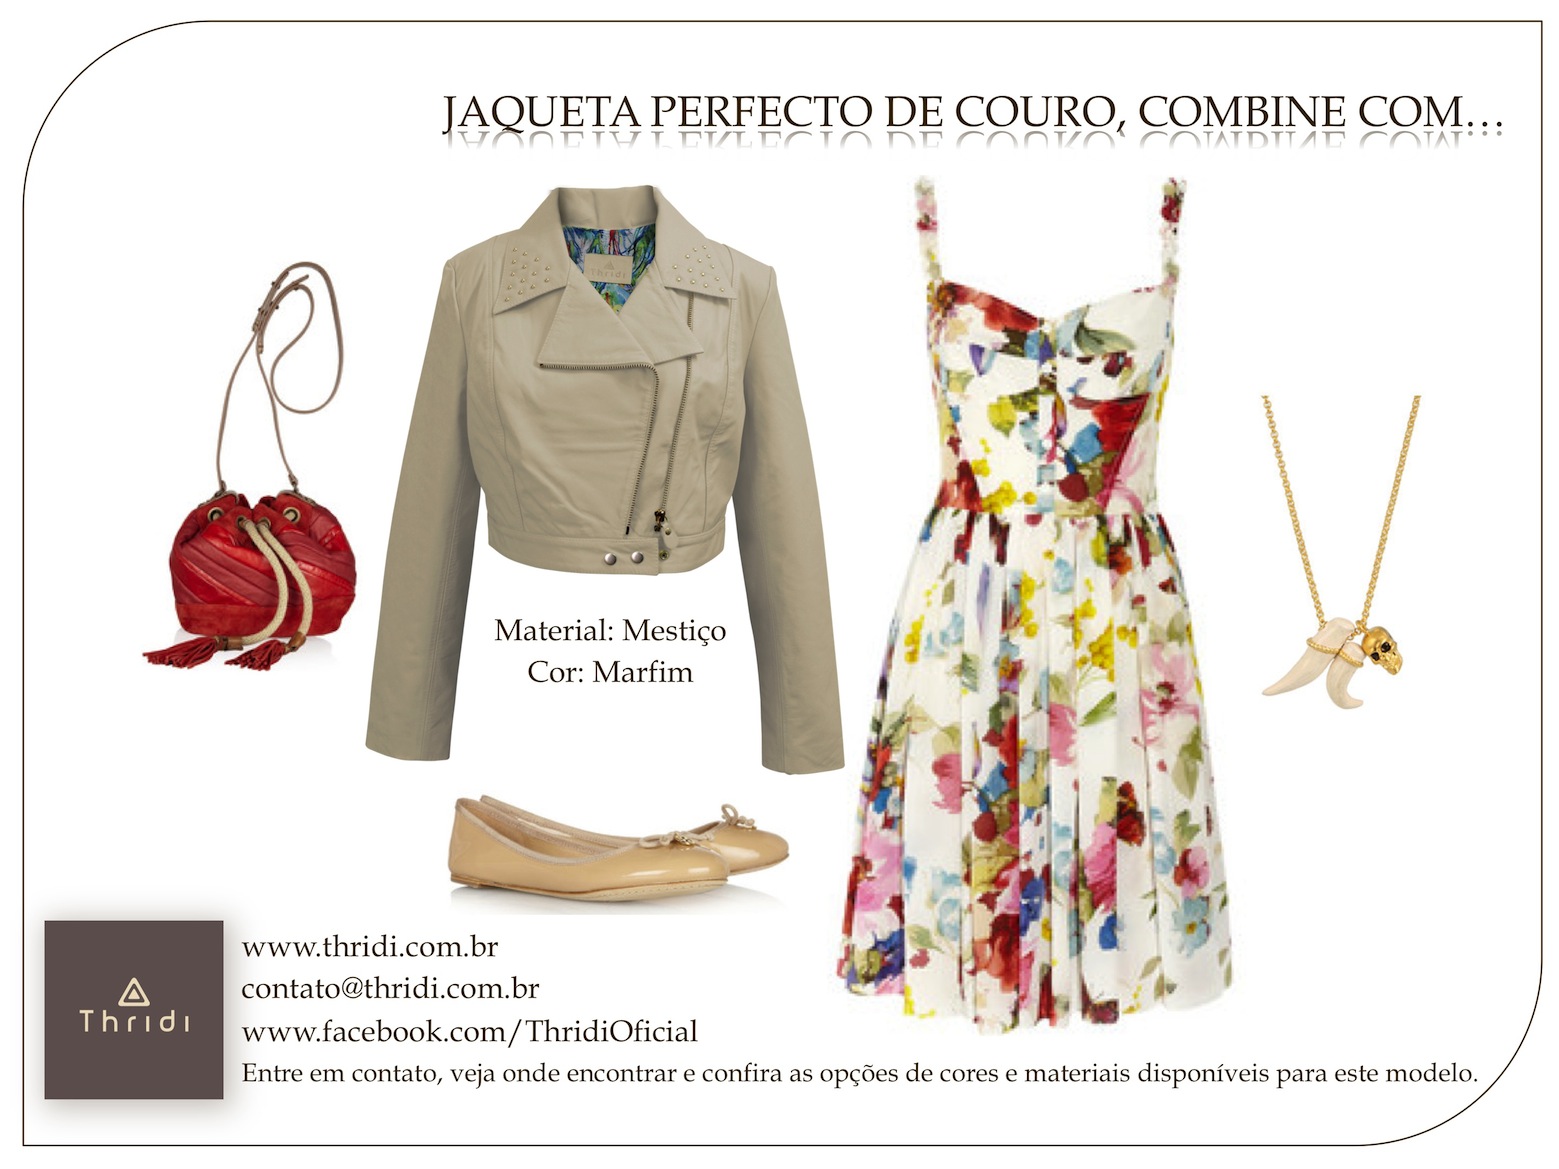 JAQUETA PERFECTO DE COURO, COMBINE COM...
Thridi
Material: Mestiço
Cor: Marfim
www.thridi.com.br
contato@thridi.com.br
www.facebook.com/ThridiOficial
Entre em contato, veja onde encontrar e confira as opções de cores e materiais disponíveis para este modelo.
Thridi